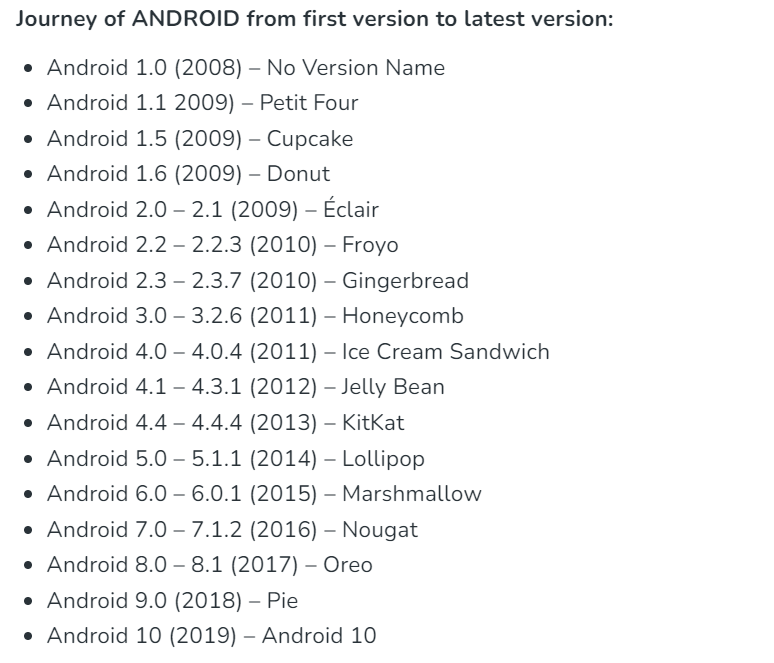 Journey of ANDROID from first version to latest version:
• Android 1.0 (2008) – No Version Name
• Android 1.1 2009) – Petit Four
• Android 1.5 (2009) – Cupcake
• Android 1.6 (2009) – Donut
• Android 2.0 – 2.1 (2009) – Éclair
• Android 2.2 – 2.2.3 (2010) – Froyo
• Android 2.3 – 2.3.7 (2010) – Gingerbread
• Android 3.0 – 3.2.6 (2011) – Honeycomb
• Android 4.0 – 4.0.4 (2011) – Ice Cream Sandwich
• Android 4.1 – 4.3.1 (2012) – Jelly Bean
• Android 4.4 – 4.4.4 (2013) – KitKat
• Android 5.0 – 5.1.1 (2014) – Lollipop
• Android 6.0 – 6.0.1 (2015) – Marshmallow
• Android 7.0 – 7.1.2 (2016) – Nougat
• Android 8.0 – 8.1 (2017) – Oreo
• Android 9.0 (2018) – Pie
• Android 10 (2019) – Android 10